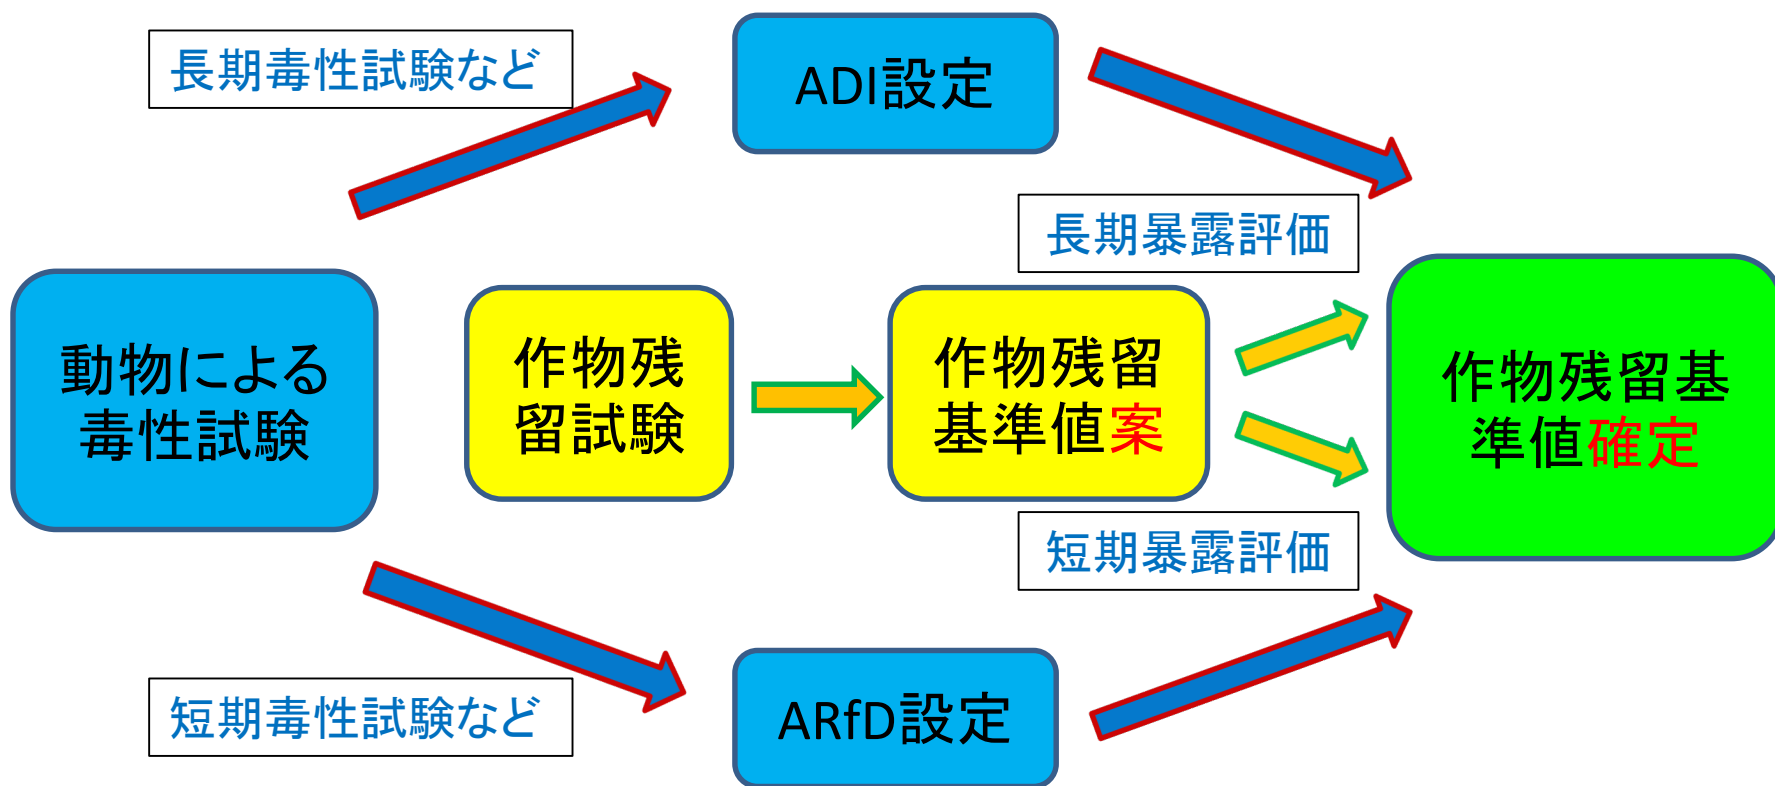 長期毒性試験など
ADI設定
長期暴露評価
動物による
毒性試験
作物残
留試験
作物残留
基準値案
作物残留基
準値確定
短期暴露評価
短期毒性試験など
ARfD設定